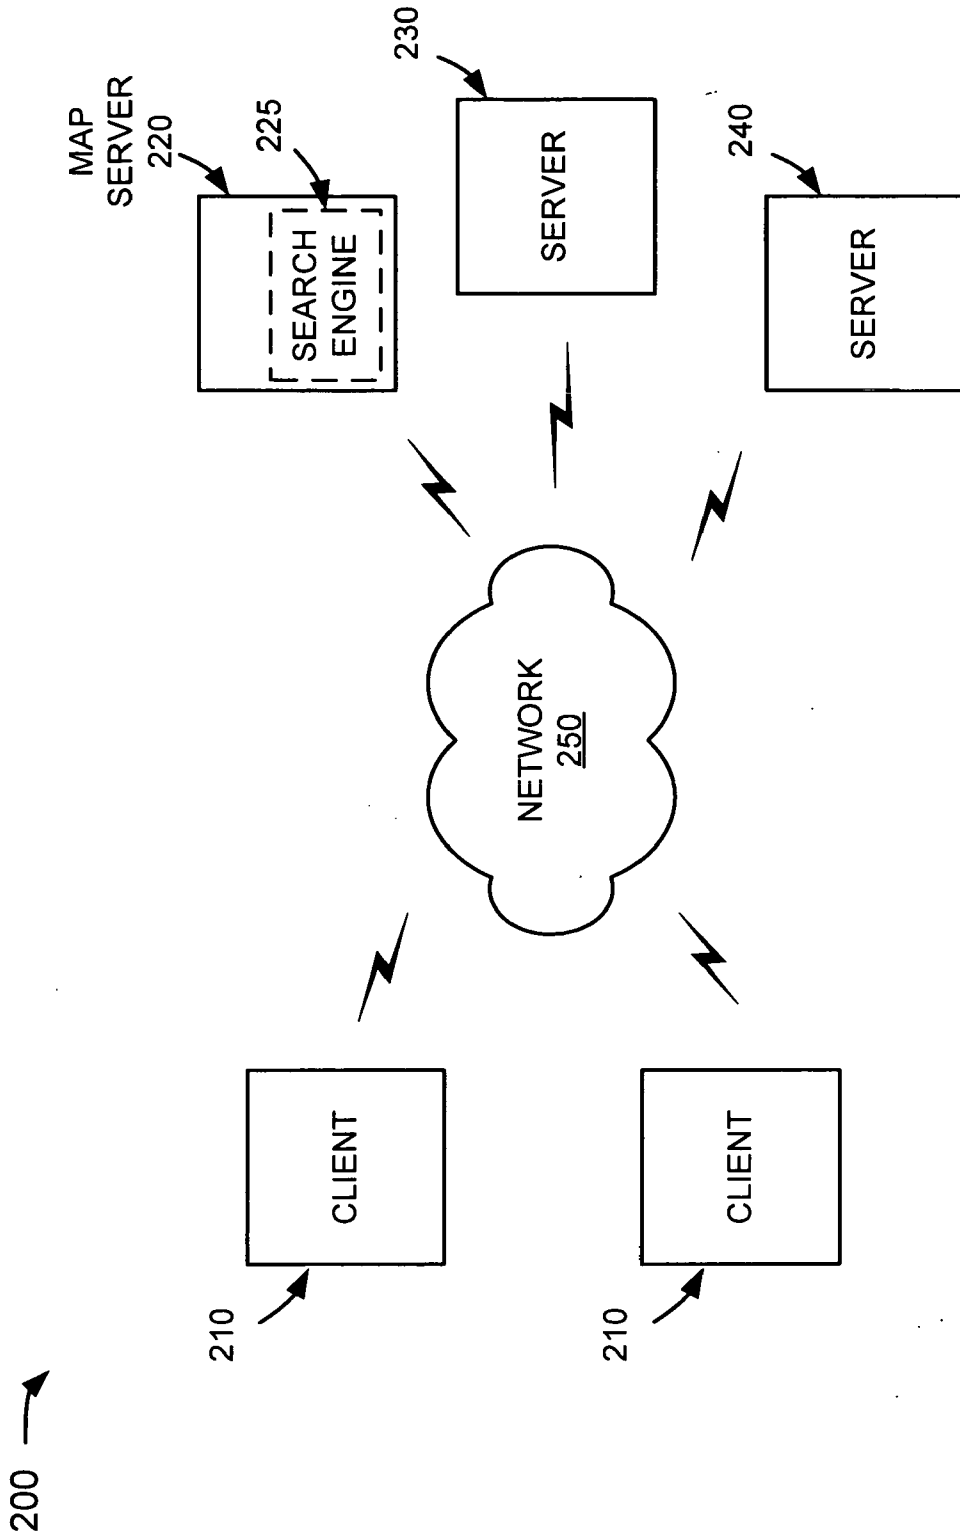 200
210
CLIENT
210
CLIENT
NETWORK
250
MAP
SERVER
220
225
SEARCH
ENGINE
230
SERVER
240
SERVER